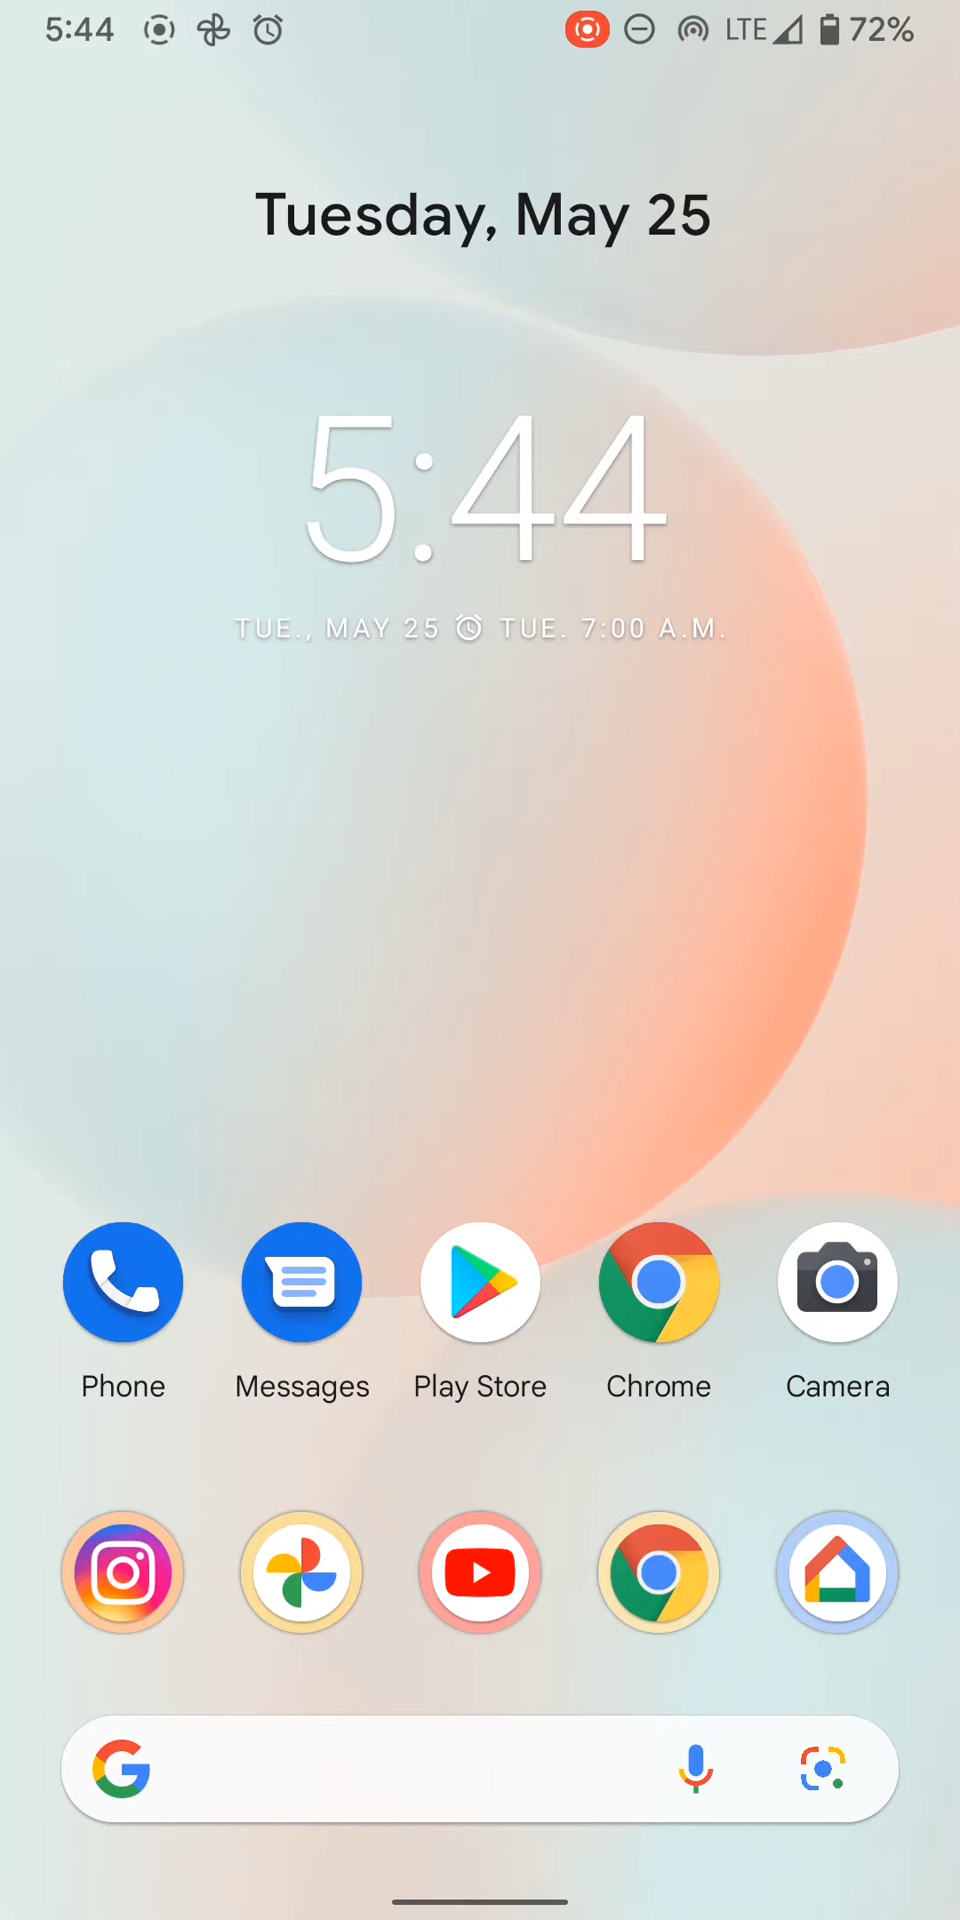 5:44 LTE 72%
Tuesday, May 25
5:44
TUE., MAY 25 TUE. 7:00 A.M.
Phone Messages Play Store Chrome Camera